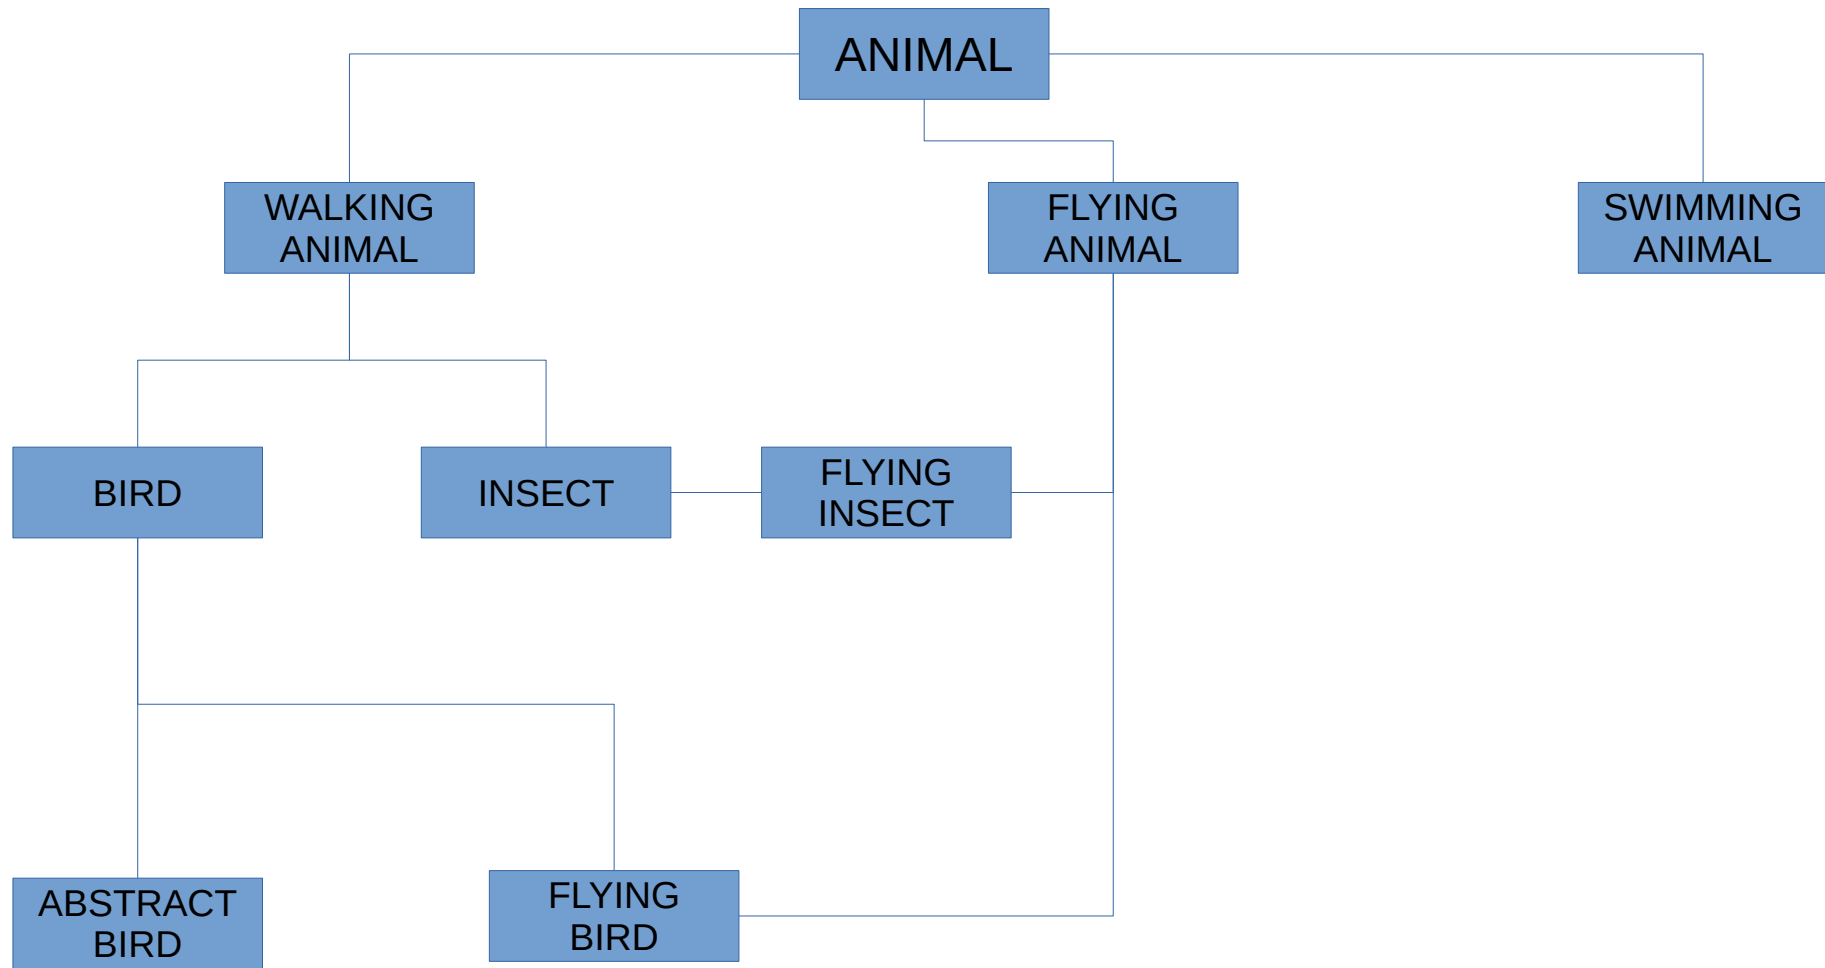 ANIMAL
WALKING
ANIMAL
FLYING
ANIMAL
SWIMMING
ANIMAL
BIRD
INSECT
FLYING
INSECT
ABSTRACT
BIRD
FLYING
BIRD